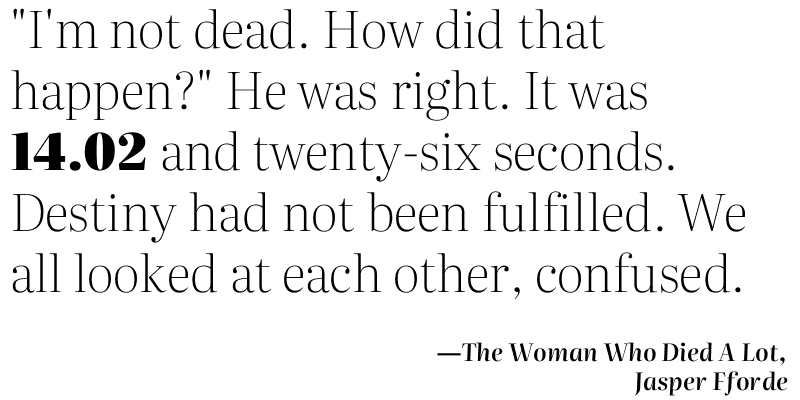 "I'm not dead. How did that
happen?" He was right. It was
14.02 and twenty-six seconds.
Destiny had not been fulfilled. We
all looked at each other, confused.
—The Woman Who Died A Lot,
Jasper Fforde